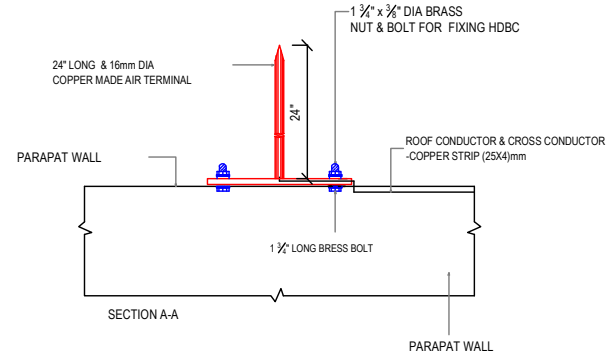 1 3/4" x 3/8" DIA BRASS
NUT & BOLT FOR FIXING HDBC
24" LONG & 16mm DIA
COPPER MADE AIR TERMINAL
24"
ROOF CONDUCTOR & CROSS CONDUCTOR
-COPPER STRIP (25X4)mm
PARAPAT WALL
1 3/4" LONG BRESS BOLT
SECTION A-A
PARAPAT WALL